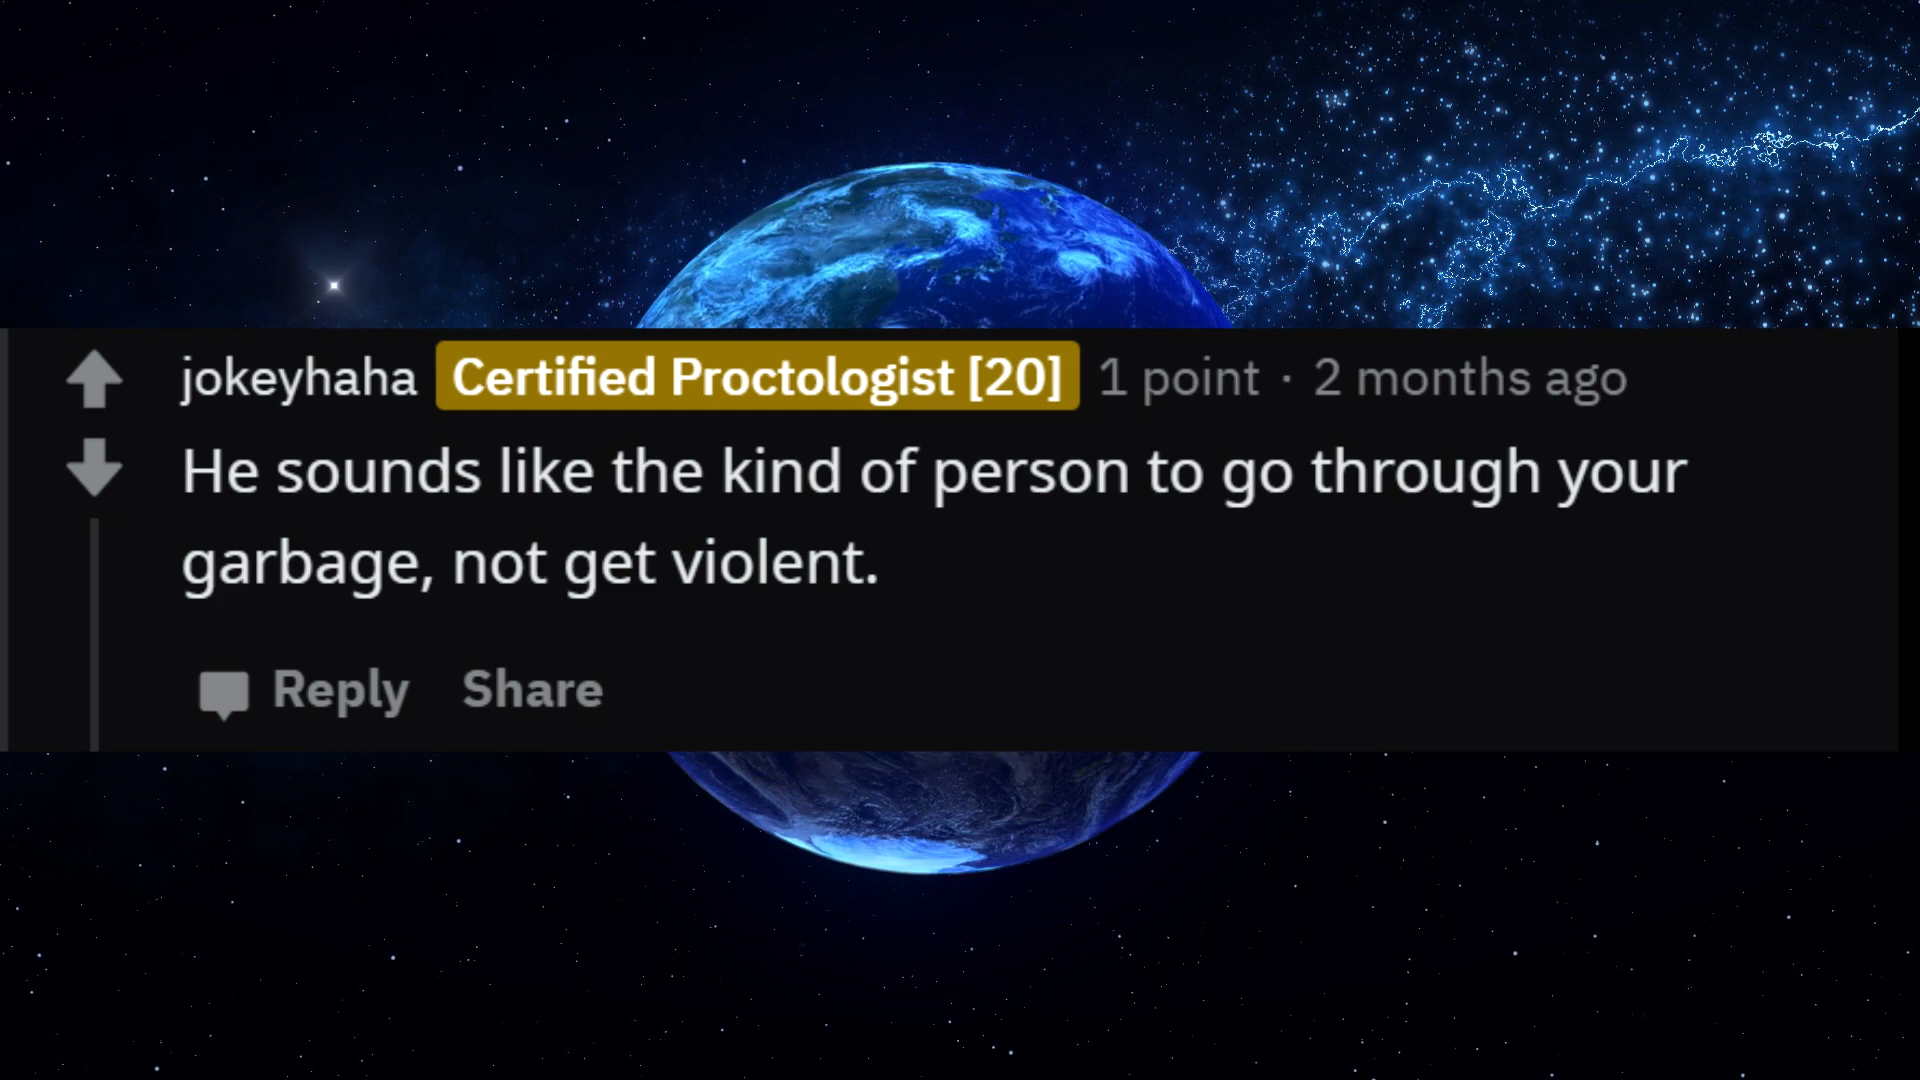 jokeyhaha Certified Proctologist [20] 1 point · 2 months ago
He sounds like the kind of person to go through your
garbage, not get violent.
Reply Share